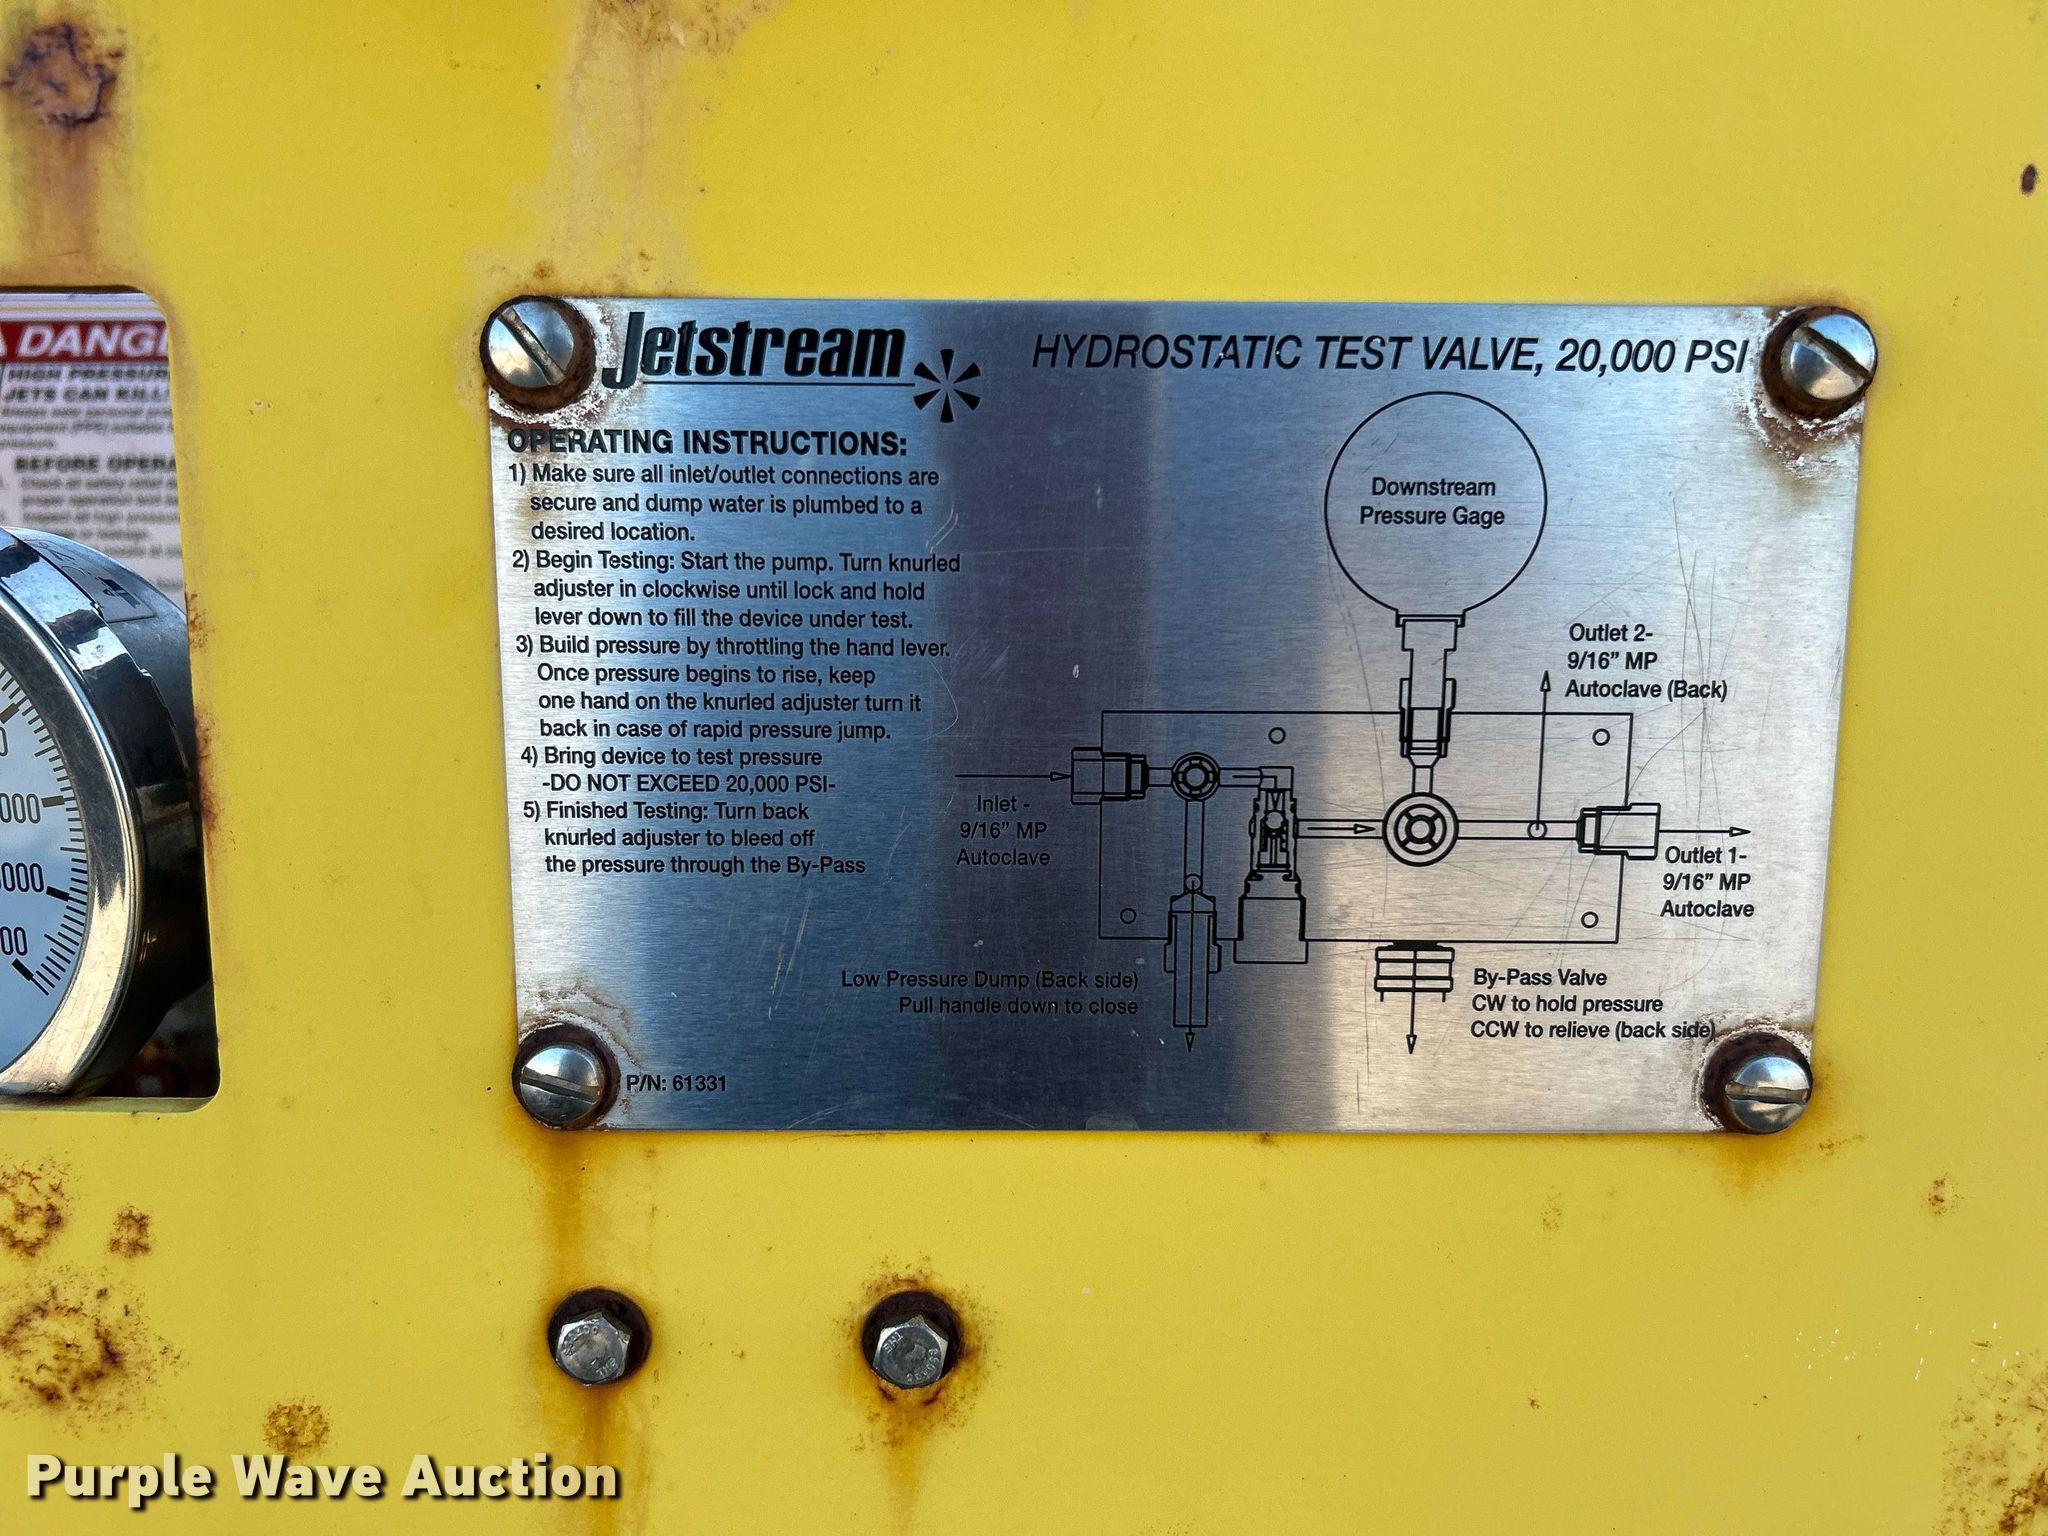 DANG
HIGH PRESSUR
JETS CAN KILL
BEFORE OPERA
000
000
00
Jetstream
HYDROSTATIC TEST VALVE, 20,000 PSI
OPERATING INSTRUCTIONS:
1) Make sure all inlet/outlet connections are
secure and dump water is plumbed to a
desired location.
2) Begin Testing: Start the pump. Turn knurled
adjuster in clockwise until lock and hold
lever down to fill the device under test.
3) Build pressure by throttling the hand lever.
Once pressure begins to rise, keep
one hand on the knurled adjuster turn it
back in case of rapid pressure jump.
4) Bring device to test pressure
-DO NOT EXCEED 20,000 PSI-
5) Finished Testing: Turn back
knurled adjuster to bleed off
the pressure through the By-Pass
Downstream
Pressure Gage
Outlet 2-
9/16" MP
Autoclave (Back)
Inlet -
9/16" MP
Autoclave
Outlet 1-
9/16" MP
Autoclave
Low Pressure Dump (Back side)
Pull handle down to close
By-Pass Valve
CW to hold pressure
CCW to relieve (back side)
P/N: 61331
THE
THE
Purple Wave Auction